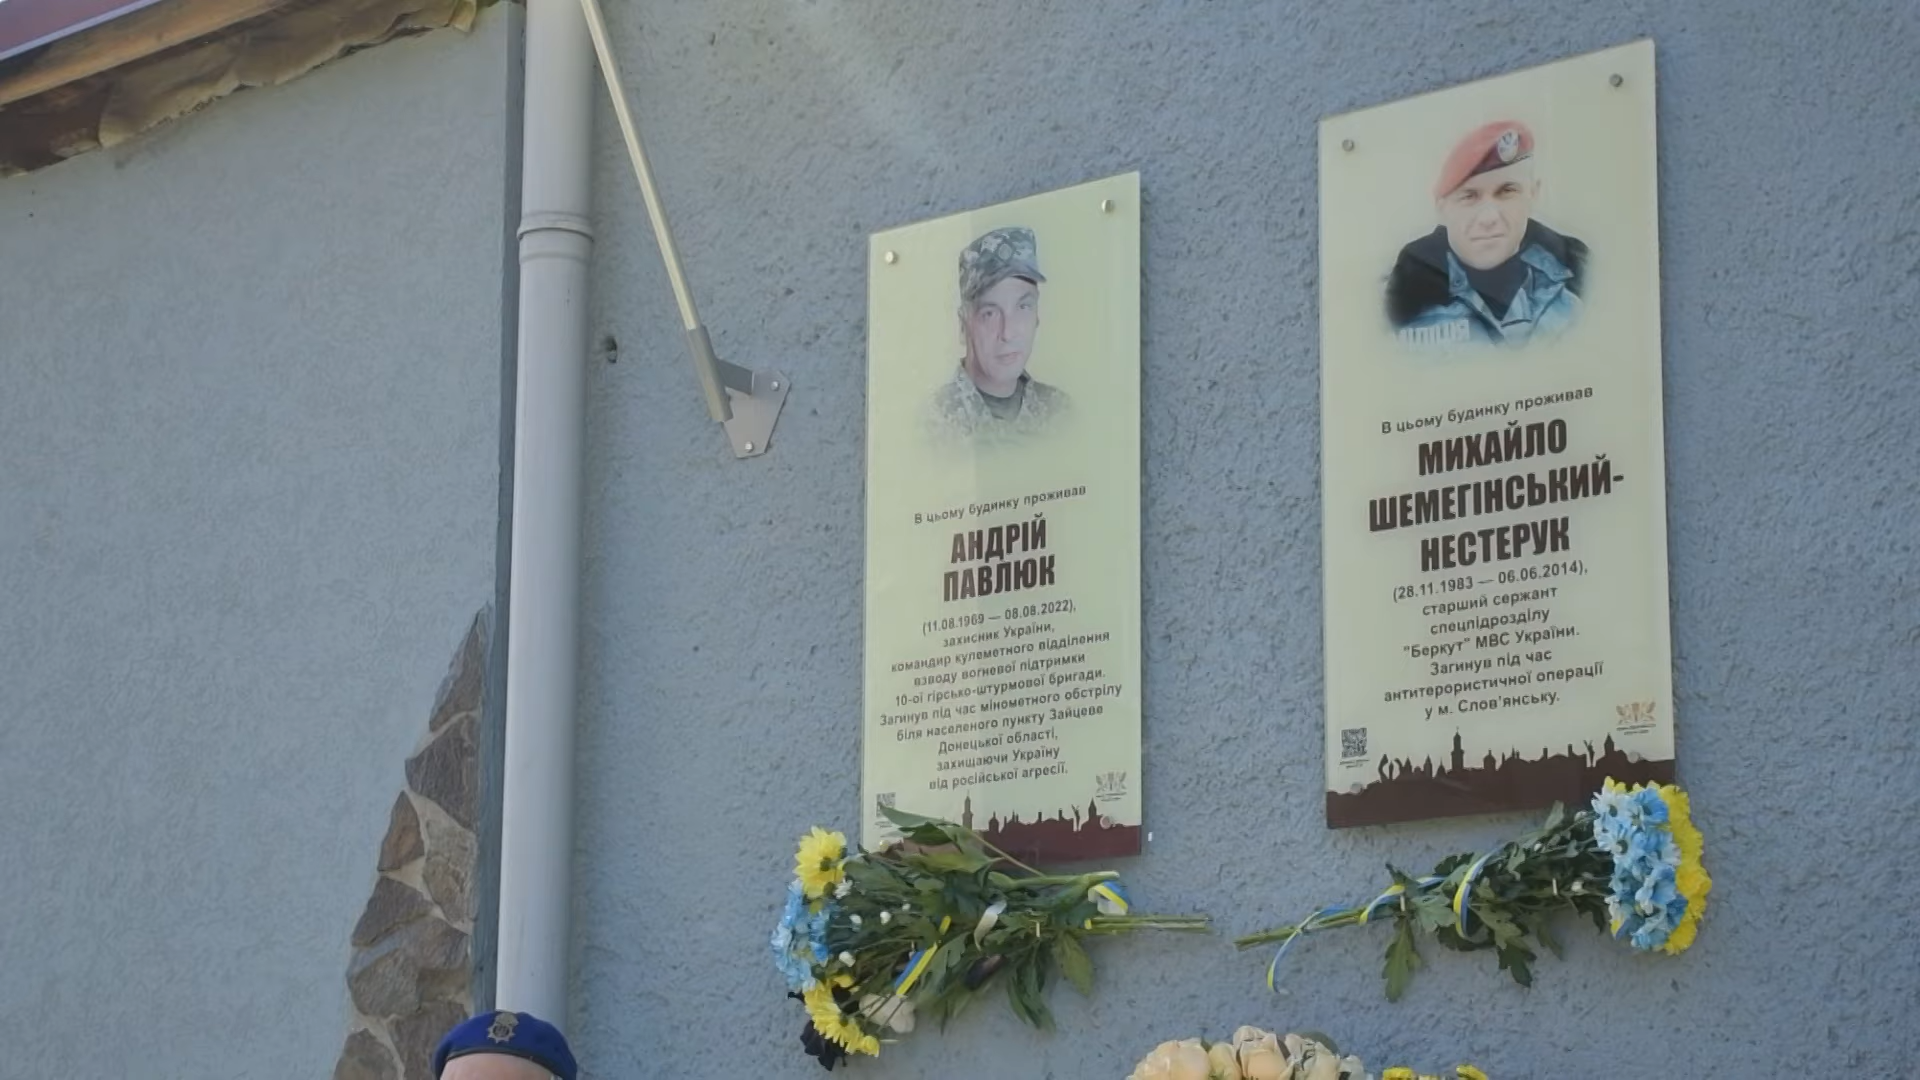 В цьому будинку проживав
АНДРІЙ
ПАВЛЮК
(11.08.1969 — 08.08.2022),
захисник України,
командир кулеметного відділення
взводу вогневої підтримки
10-ої гірсько-штурмової бригади.
Загинув під час мінометного обстрілу
біля населеного пункту Зайцеве
Донецької області,
захищаючи Україну
від російської агресії.
В цьому будинку проживав
МИХАЙЛО
ШЕМЕГІНСЬКИЙ-
НЕСТЕРУК
(28.11.1983 — 06.06.2014),
старший сержант
спецпідрозділу
"Беркут" МВС України.
Загинув під час
антитерористичної операції
у м. Слов'янську.